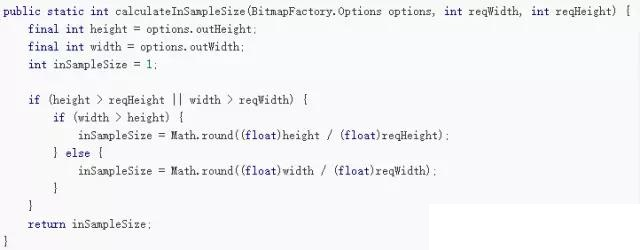 public static int calculateInSampleSize(BitmapFactory.Options options, int reqWidth, int reqHeight) {
    final int height = options.outHeight;
    final int width = options.outWidth;
    int inSampleSize = 1;

    if (height > reqHeight || width > reqWidth) {
        if (width > height) {
            inSampleSize = Math.round((float)height / (float)reqHeight);
        } else {
            inSampleSize = Math.round((float)width / (float)reqWidth);
        }
    }
    return inSampleSize;
}